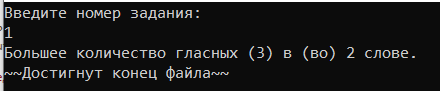 Введите номер задания:
1
Большее количество гласных (3) в (во) 2 слове.
~~Достигнут конец файла~~